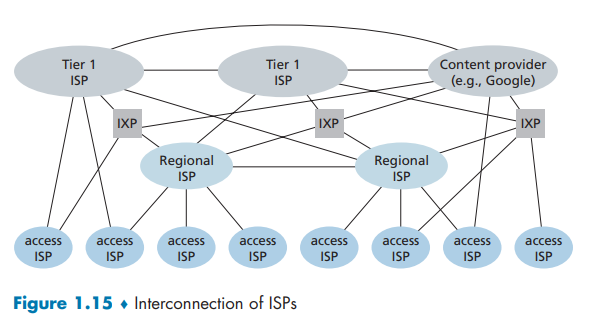 Tier 1
ISP
Tier 1
ISP
Content provider
(e.g., Google)
IXP
IXP
IXP
Regional
ISP
Regional
ISP
access
ISP
access
ISP
access
ISP
access
ISP
access
ISP
access
ISP
access
ISP
access
ISP
Figure 1.15 ♦ Interconnection of ISPs